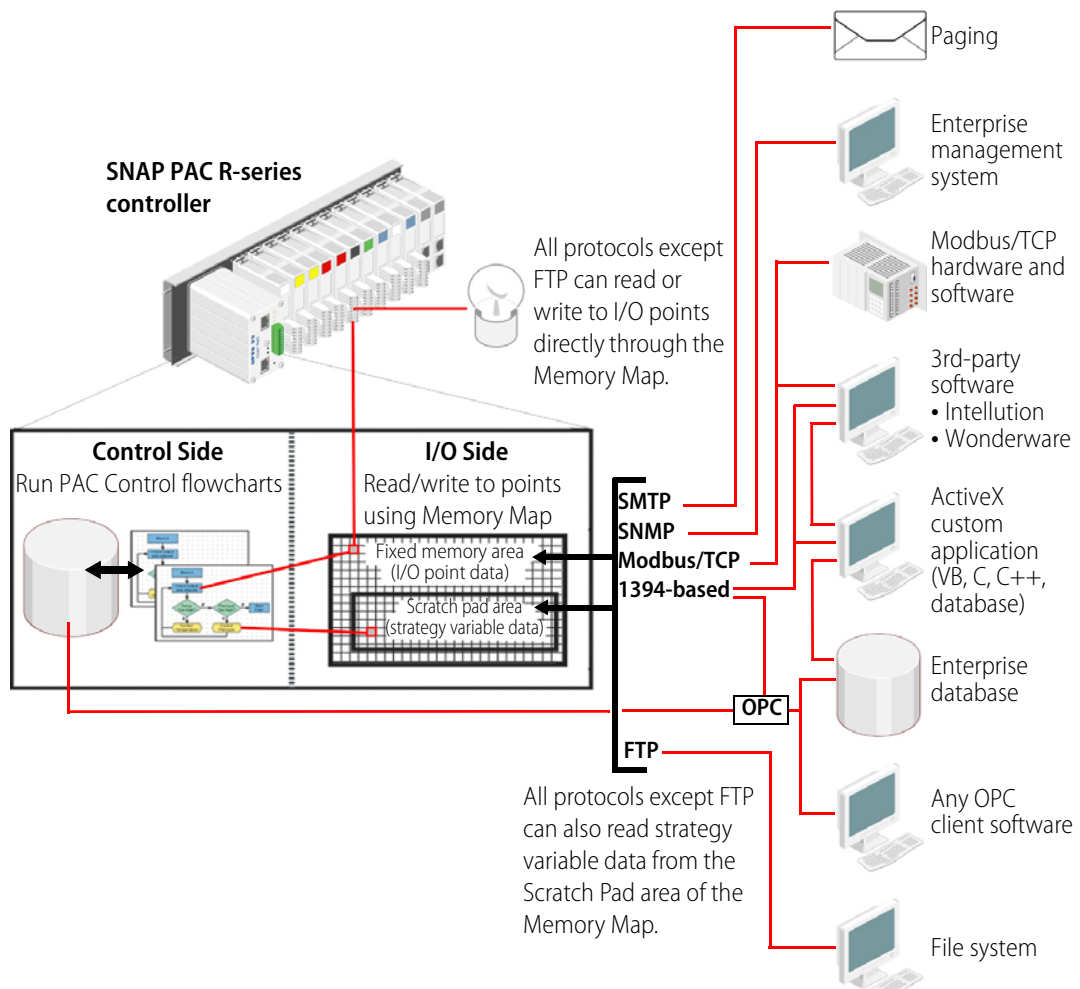 Paging
Enterprise
management
system
SNAP PAC R-series
controller
All protocols except
FTP can read or
write to I/O points
directly through the
Memory Map.
Modbus/TCP
hardware and
software
3rd-party
software
• Intellution
• Wonderware
Control Side
Run PAC Control flowcharts
I/O Side
Read/write to points
using Memory Map
Fixed memory area
(I/O point data)
Scratch pad area
(strategy variable data)
SMTP
SNMP
Modbus/TCP
1394-based
OPC
FTP
ActiveX
custom
application
(VB, C, C++,
database)
Enterprise
database
All protocols except FTP
can also read strategy
variable data from the
Scratch Pad area of the
Memory Map.
Any OPC
client software
File system